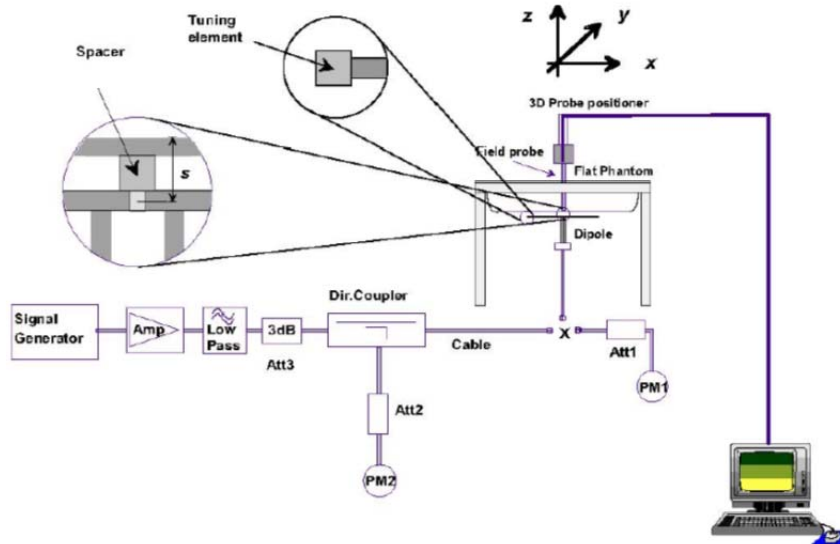 Tuning
element
Spacer
s
z
y
x
3D Probe positioner
Field probe
Flat Phantom
Dipole
Signal
Generator
Amp
Low
Pass
3dB
Att3
Dir.Coupler
Cable
x
Att1
PM1
Att2
PM2